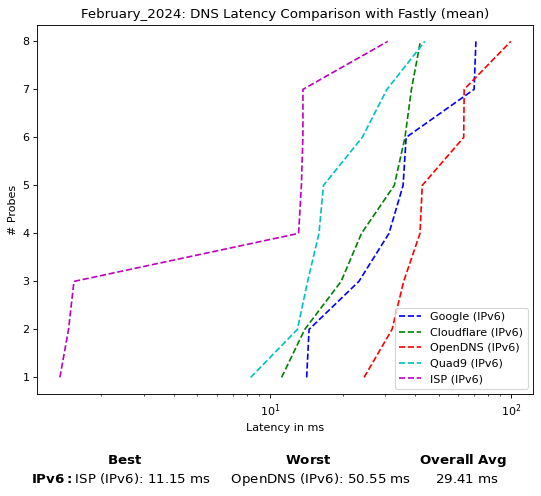 February_2024: DNS Latency Comparison with Fastly (mean)
8
7
6
5
4
3
2
1
# Probes
Google (IPv6)
Cloudflare (IPv6)
OpenDNS (IPv6)
Quad9 (IPv6)
ISP (IPv6)
10¹ 10²
Latency in ms
Best Worst Overall Avg
IPv6: ISP (IPv6): 11.15 ms OpenDNS (IPv6): 50.55 ms 29.41 ms